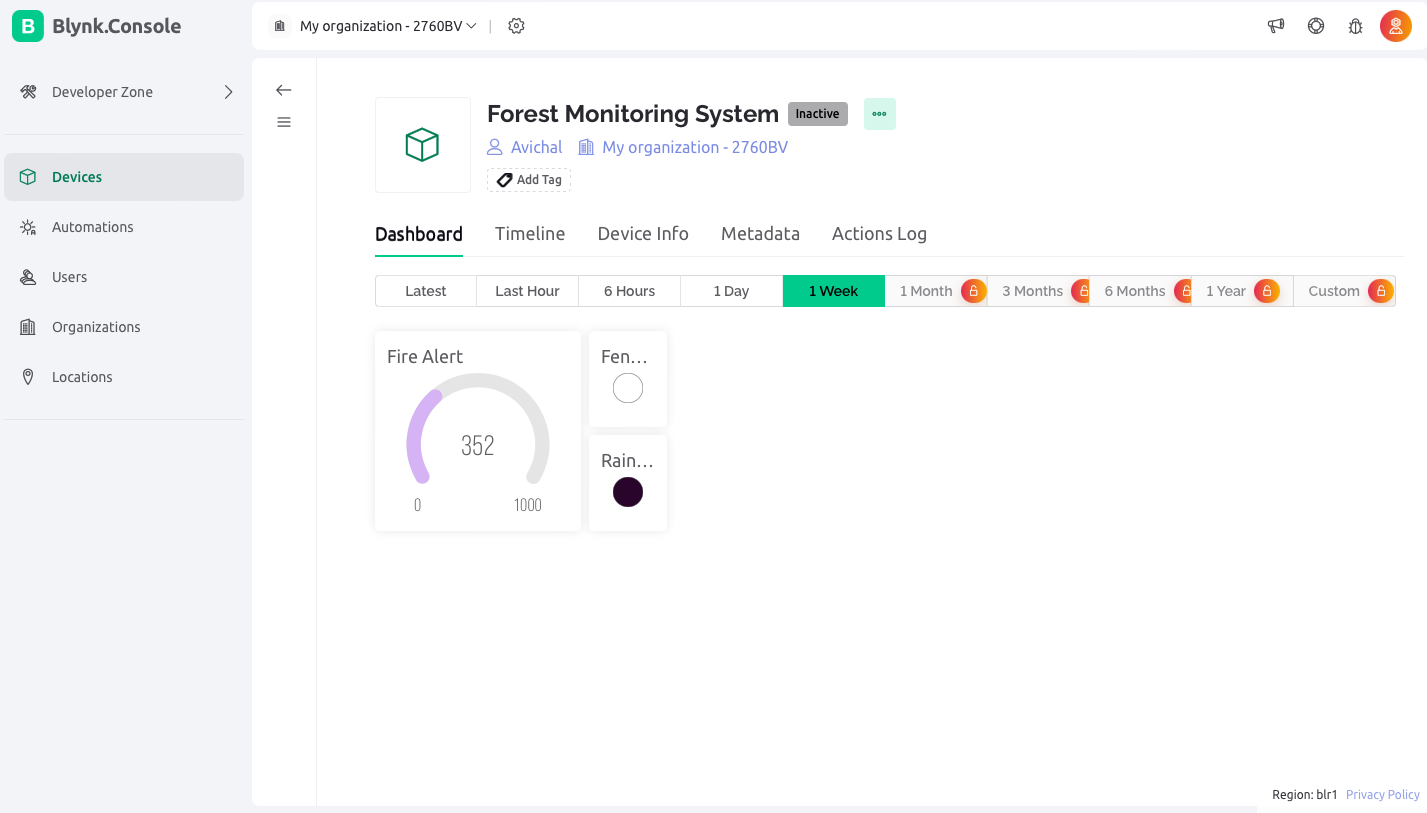 B Blynk.Console
My organization - 2760BV
Developer Zone
Devices
Automations
Users
Organizations
Locations
Forest Monitoring System Inactive
Avichal My organization - 2760BV
Add Tag
Dashboard Timeline Device Info Metadata Actions Log
Latest Last Hour 6 Hours 1 Day 1 Week 1 Month 3 Months 6 Months 1 Year Custom
Fire Alert
352
0 1000
Fen...
Rain...
Region: blr1 Privacy Policy